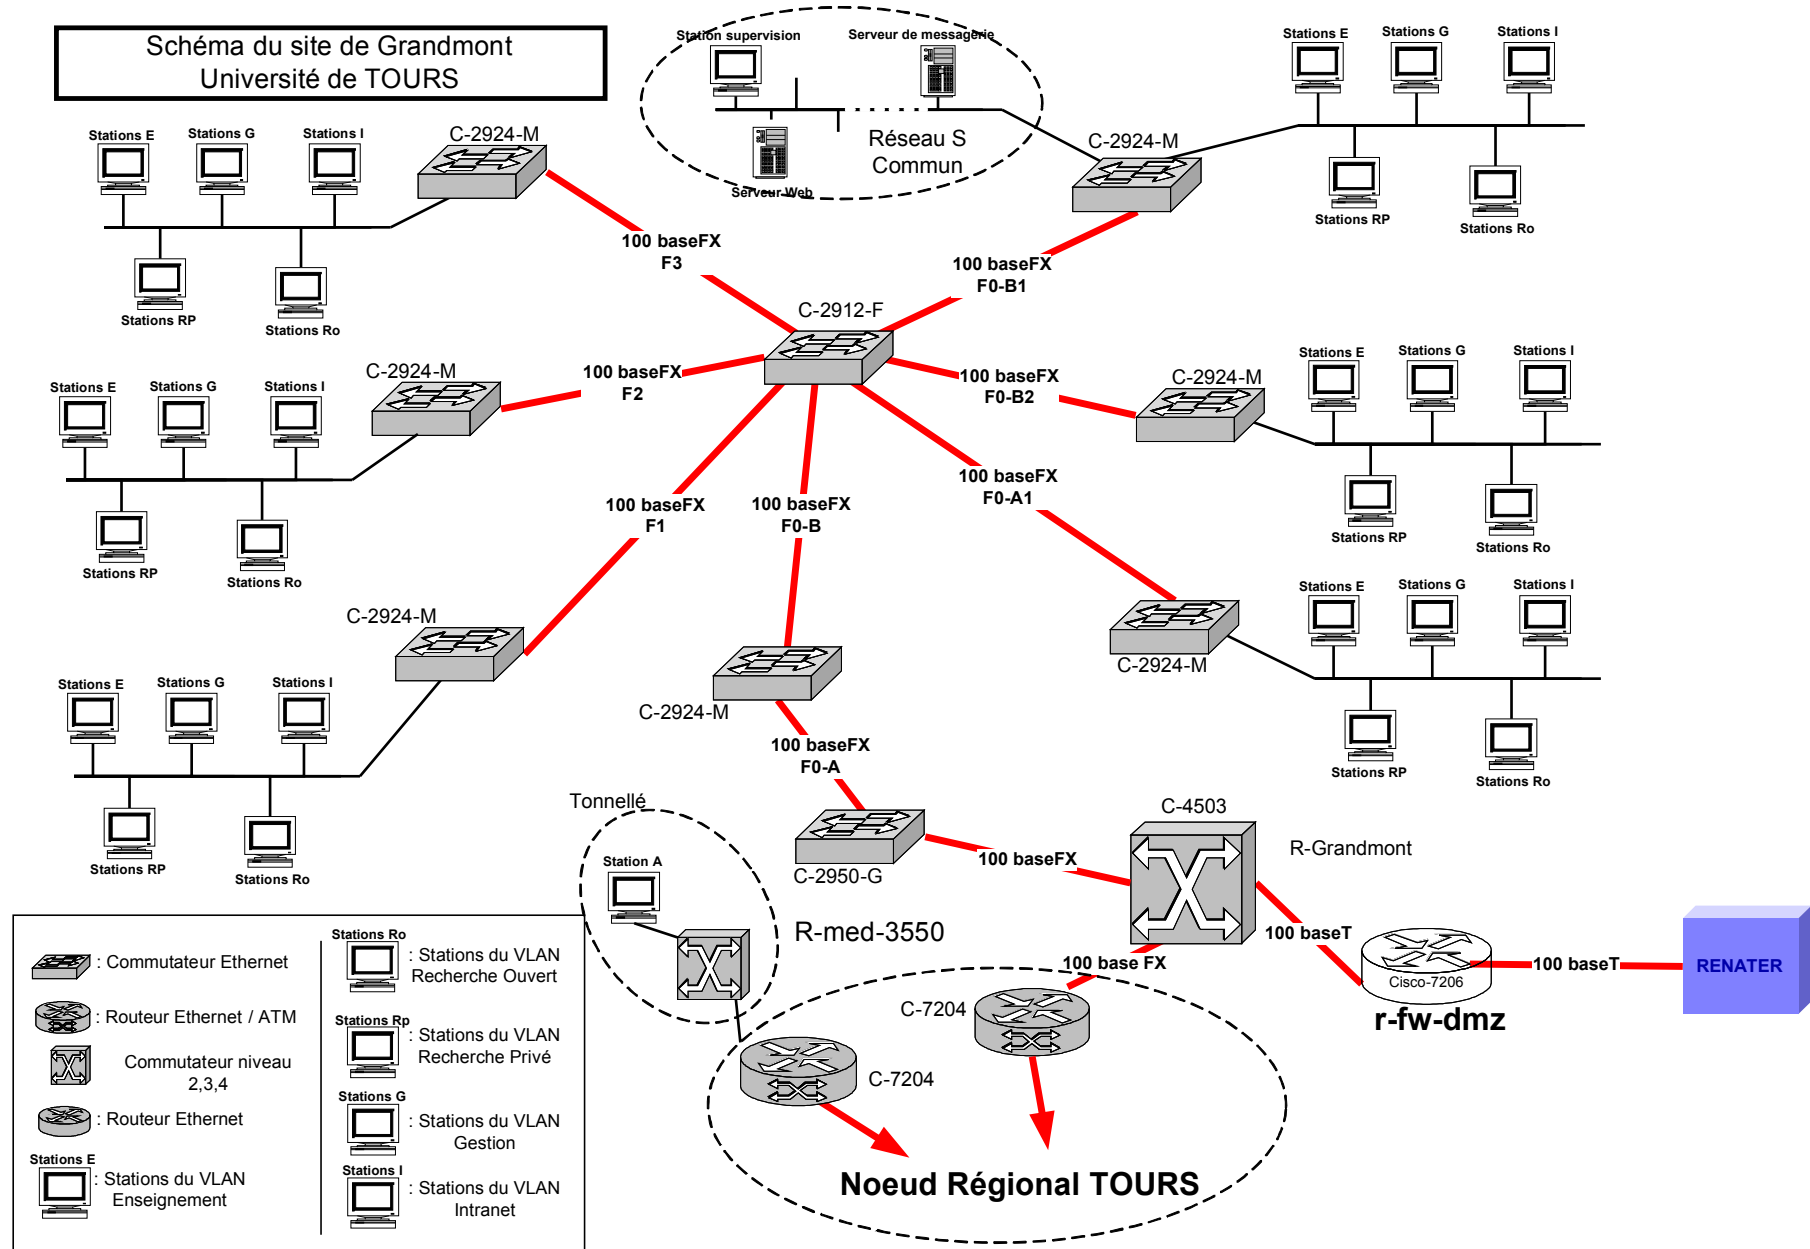 Schéma du site de Grandmont
Université de TOURS
Station supervision
Serveur de messagerie
Serveur Web
Réseau S
Commun
C-2924-M
Stations E
Stations G
Stations I
Stations RP
Stations Ro
C-2924-M
Stations E
Stations G
Stations I
Stations RP
Stations Ro
100 baseFX
F3
100 baseFX
F0-B1
C-2912-F
C-2924-M
Stations E
Stations G
Stations I
Stations RP
Stations Ro
100 baseFX
F2
100 baseFX
F0-B2
C-2924-M
Stations E
Stations G
Stations I
Stations RP
Stations Ro
100 baseFX
F1
100 baseFX
F0-B
100 baseFX
F0-A1
C-2924-M
Stations E
Stations G
Stations I
Stations RP
Stations Ro
C-2924-M
Stations E
Stations G
Stations I
Stations RP
Stations Ro
C-2924-M
100 baseFX
F0-A
C-2950-G
100 baseFX
C-4503
R-Grandmont
Tonnellé
Station A
R-med-3550
100 baseT
100 base FX
Cisco-7206
r-fw-dmz
100 baseT
RENATER
C-7204
C-7204
Noeud Régional TOURS
: Commutateur Ethernet
: Routeur Ethernet / ATM
Commutateur niveau
2,3,4
: Routeur Ethernet
Stations E
: Stations du VLAN
Enseignement
Stations Ro
: Stations du VLAN
Recherche Ouvert
Stations Rp
: Stations du VLAN
Recherche Privé
Stations G
: Stations du VLAN
Gestion
Stations I
: Stations du VLAN
Intranet